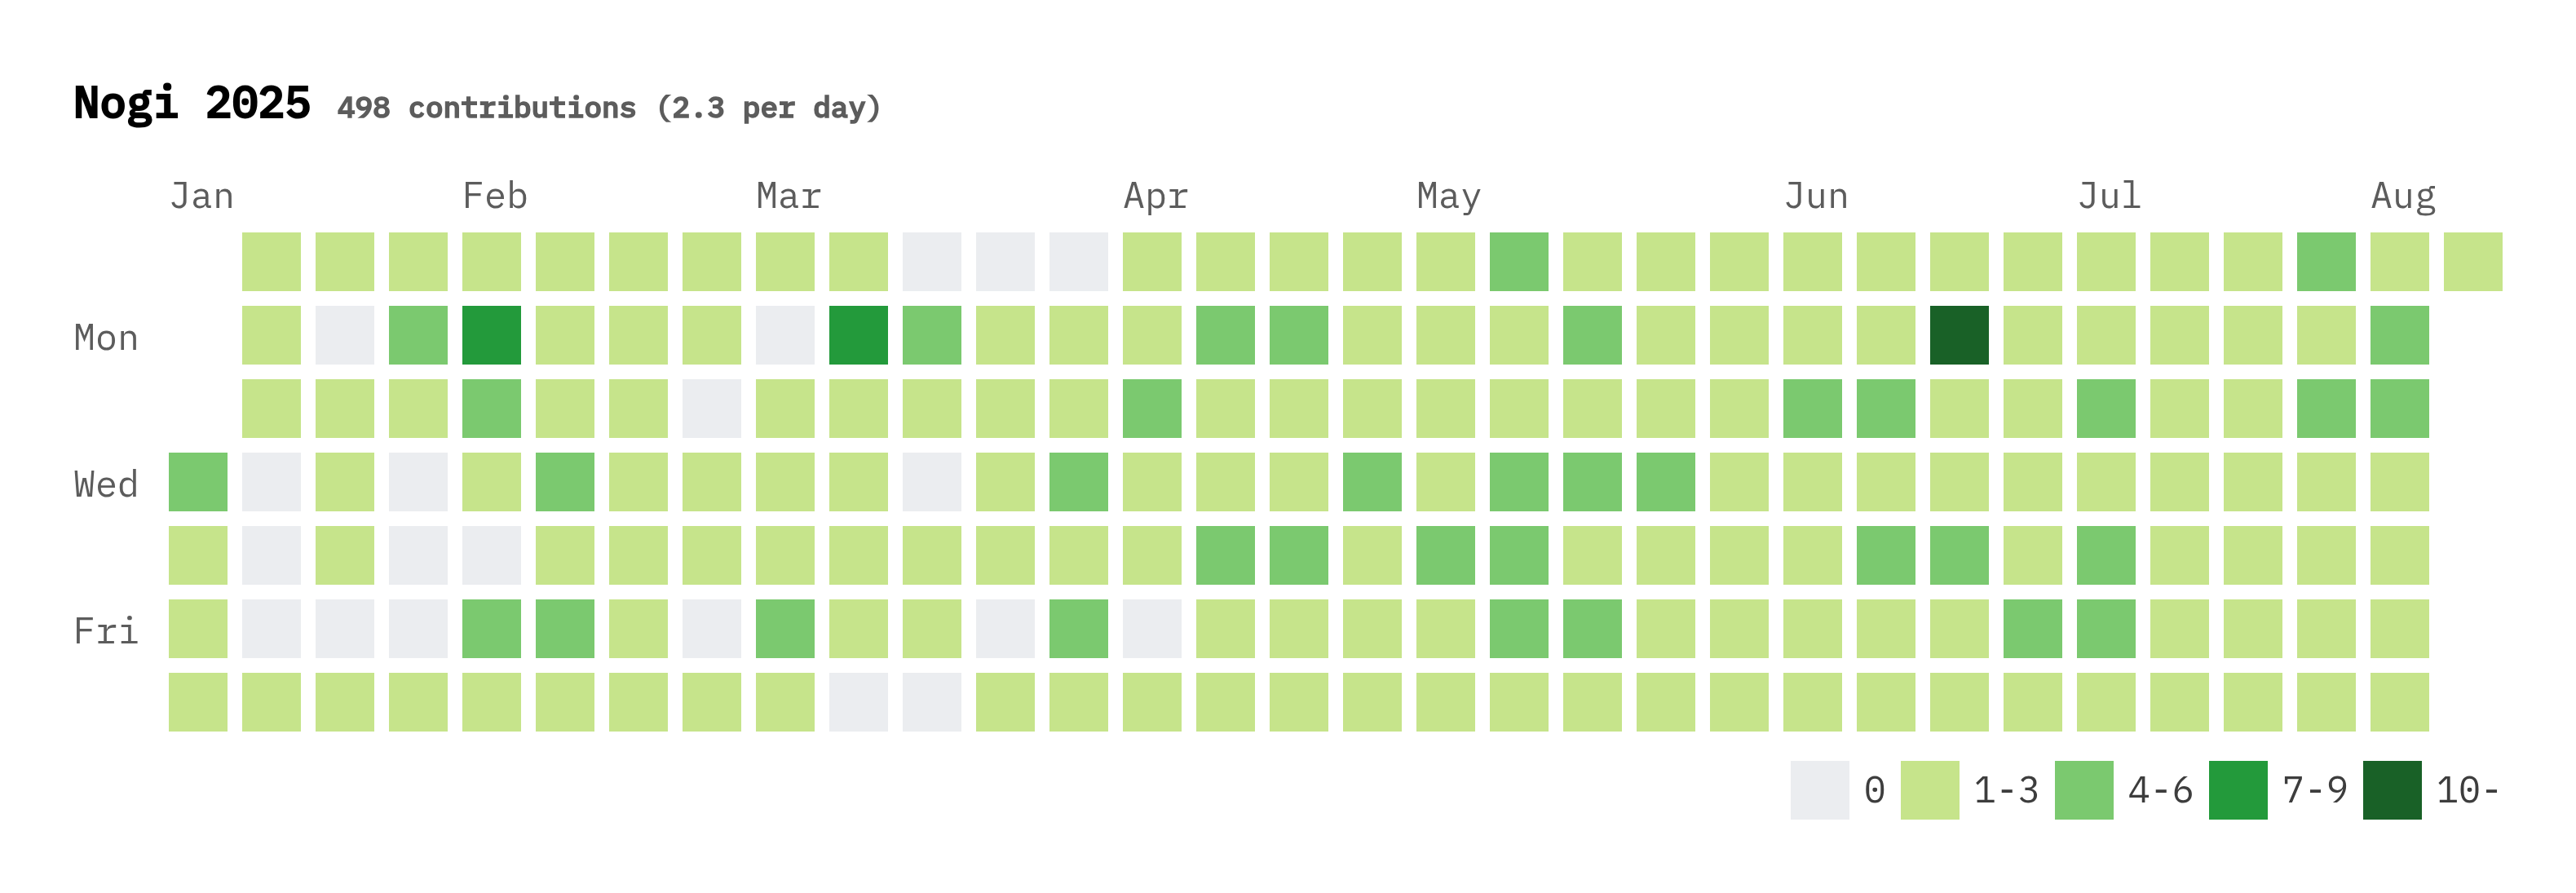 Nogi 2025 498 contributions (2.3 per day)
Jan Feb Mar Apr May Jun Jul Aug
Mon
Wed
Fri
0 1-3 4-6 7-9 10-